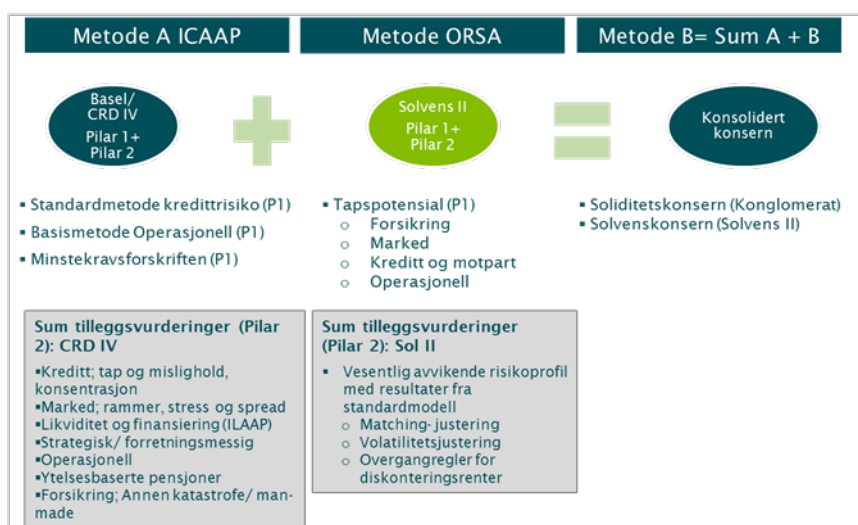 Metode A ICAAP
Metode ORSA
Metode B= Sum A + B
Basel/
CRD IV
Pilar 1+
Pilar 2
Solvens II
Pilar 1+
Pilar 2
Konsolidert
konsern
▪ Standardmetode kredittrisiko (P1)
▪ Basismetode Operasjonell (P1)
▪ Minstekravsforskriften (P1)
▪ Tapspotensial (P1)
o Forsikring
o Marked
o Kreditt og motpart
o Operasjonell
▪ Soliditetskonsern (Konglomerat)
▪ Solvenskonsern (Solvens II)
Sum tilleggsvurderinger (Pilar
2): CRD IV
▪Kreditt; tap og mislighold,
konsentrasjon
▪Marked; rammer, stress og spread
▪Likviditet og finansiering (ILAAP)
▪Strategisk/ forretningsmessig
▪Operasjonell
▪Ytelsesbaserte pensjoner
▪Forsikring; Annen katastrofe/ man-
made
Sum tilleggsvurderinger
(Pilar 2): Sol II
▪ Vesentlig avvikende risikoprofil
med resultater fra
standardmodell
o Matching- justering
o Volatilitetsjustering
o Overgangregler for
diskonteringsrenter